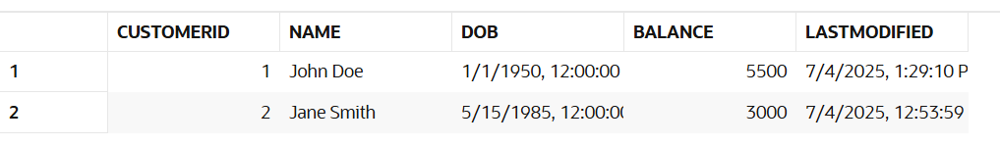 CUSTOMERID NAME DOB BALANCE LASTMODIFIED
1 1 John Doe 1/1/1950, 12:00:00 5500 7/4/2025, 1:29:10 P
2 2 Jane Smith 5/15/1985, 12:00:0 3000 7/4/2025, 12:53:59